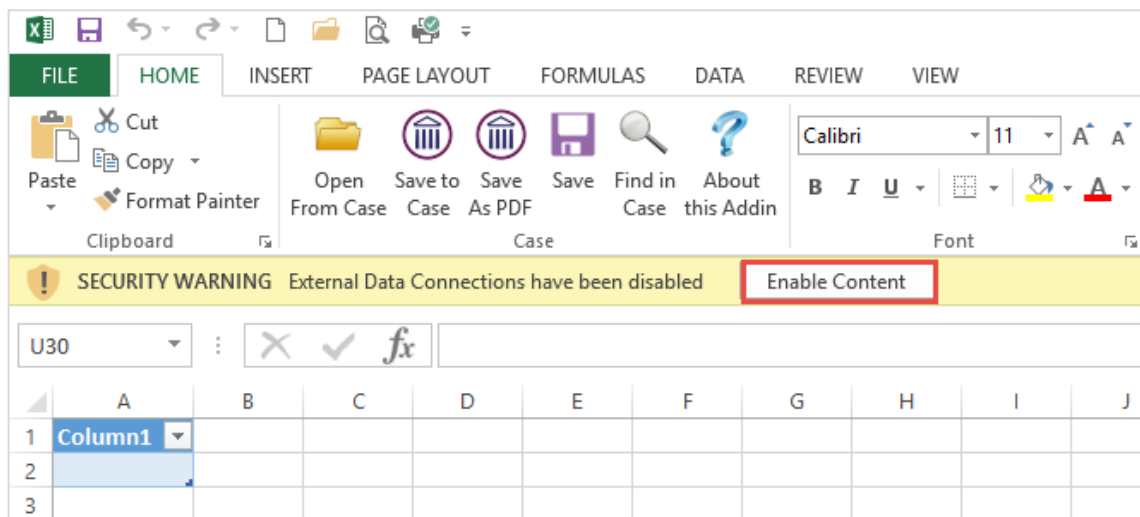 FILE HOME INSERT PAGE LAYOUT FORMULAS DATA REVIEW VIEW
Cut
Copy
Format Painter
Paste
Clipboard
Open From Case
Save to Case
Save As PDF
Save
Find in Case
About this Addin
Case
Calibri 11 A A
B I U A
Font
SECURITY WARNING External Data Connections have been disabled Enable Content
U30 fx
A B C D E F G H I J
1 Column1
2
3